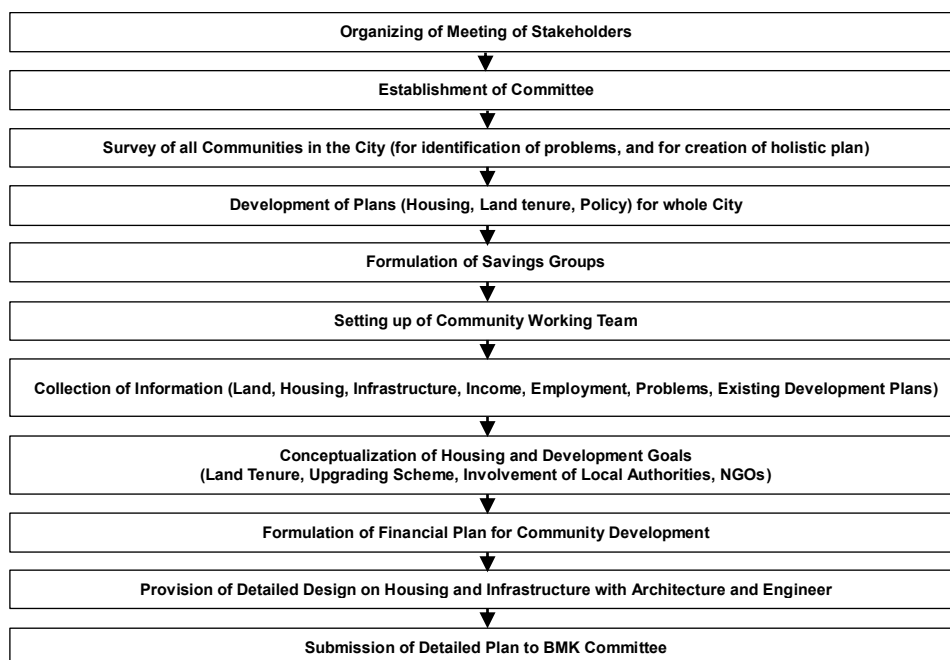 Organizing of Meeting of Stakeholders
Establishment of Committee
Survey of all Communities in the City (for identification of problems, and for creation of holistic plan)
Development of Plans (Housing, Land tenure, Policy) for whole City
Formulation of Savings Groups
Setting up of Community Working Team
Collection of Information (Land, Housing, Infrastructure, Income, Employment, Problems, Existing Development Plans)
Conceptualization of Housing and Development Goals
(Land Tenure, Upgrading Scheme, Involvement of Local Authorities, NGOs)
Formulation of Financial Plan for Community Development
Provision of Detailed Design on Housing and Infrastructure with Architecture and Engineer
Submission of Detailed Plan to BMK Committee